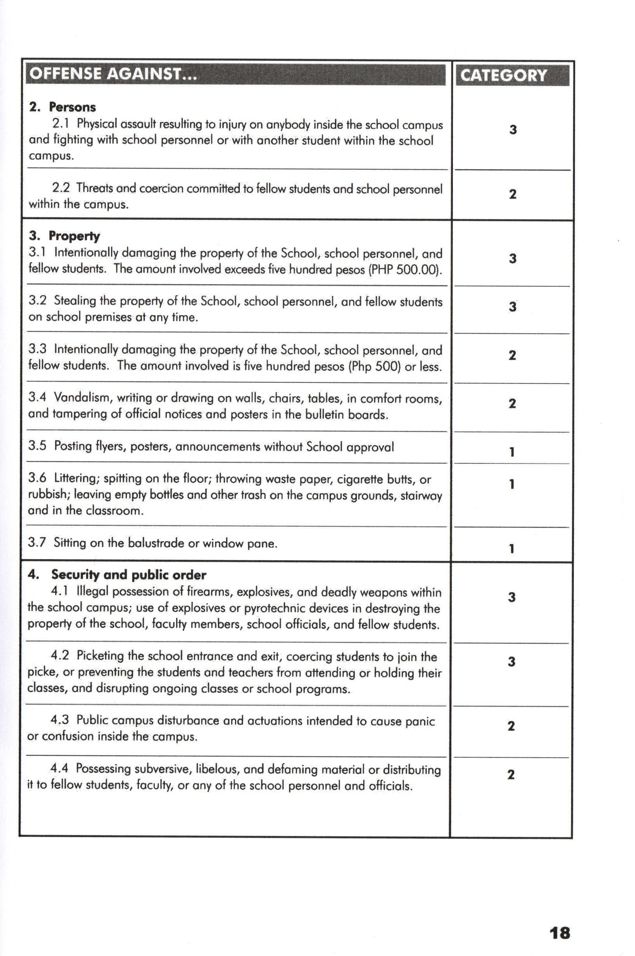 OFFENSE AGAINST...
CATEGORY
2. Persons
2.1 Physical assault resulting to injury on anybody inside the school campus
and fighting with school personnel or with another student within the school
campus.
3
2.2 Threats and coercion committed to fellow students and school personnel
within the campus.
2
3. Property
3.1 Intentionally damaging the property of the School, school personnel, and
fellow students. The amount involved exceeds five hundred pesos (PHP 500.00).
3
3.2 Stealing the property of the School, school personnel, and fellow students
on school premises at any time.
3
3.3 Intentionally damaging the property of the School, school personnel, and
fellow students. The amount involved is five hundred pesos (Php 500) or less.
2
3.4 Vandalism, writing or drawing on walls, chairs, tables, in comfort rooms,
and tampering of official notices and posters in the bulletin boards.
2
3.5 Posting flyers, posters, announcements without School approval
1
3.6 Littering; spitting on the floor; throwing waste paper, cigarette butts, or
rubbish; leaving empty bottles and other trash on the campus grounds, stairway
and in the classroom.
1
3.7 Sitting on the balustrade or window pane.
1
4. Security and public order
4.1 Illegal possession of firearms, explosives, and deadly weapons within
the school campus; use of explosives or pyrotechnic devices in destroying the
property of the school, faculty members, school officials, and fellow students.
3
4.2 Picketing the school entrance and exit, coercing students to join the
picke, or preventing the students and teachers from attending or holding their
classes, and disrupting ongoing classes or school programs.
3
4.3 Public campus disturbance and actuations intended to cause panic
or confusion inside the campus.
2
4.4 Possessing subversive, libelous, and defaming material or distributing
it to fellow students, faculty, or any of the school personnel and officials.
2
18